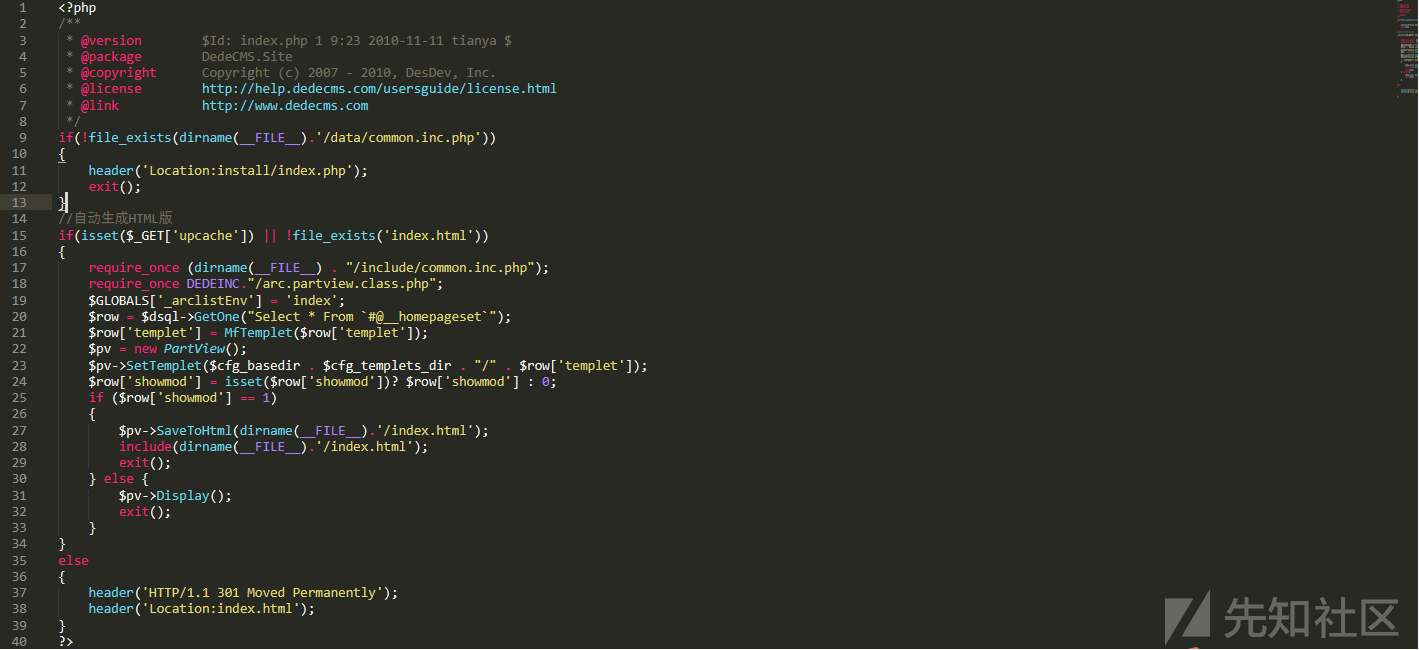 1 <?php
2 /**
3  * @version        $Id: index.php 1 9:23 2010-11-11 tianya $
4  * @package        DedeCMS.Site
5  * @copyright      Copyright (c) 2007 - 2010, DesDev, Inc.
6  * @license        http://help.dedecms.com/usersguide/license.html
7  * @link           http://www.dedecms.com
8  */
9 if(!file_exists(dirname(__FILE__).'/data/common.inc.php'))
10 {
11     header('Location:install/index.php');
12     exit();
13 }
14 //自动生成HTML版
15 if(isset($_GET['upcache']) || !file_exists('index.html'))
16 {
17     require_once (dirname(__FILE__) . "/include/common.inc.php");
18     require_once DEDEINC."/arc.partview.class.php";
19     $GLOBALS['_arclistEnv'] = 'index';
20     $row = $dsql->GetOne("Select * From `#@__homepageset`");
21     $row['templet'] = MfTemplet($row['templet']);
22     $pv = new PartView();
23     $pv->SetTemplet($cfg_basedir . $cfg_templets_dir . "/" . $row['templet']);
24     $row['showmod'] = isset($row['showmod'])? $row['showmod'] : 0;
25     if ($row['showmod'] == 1)
26     {
27         $pv->SaveToHtml(dirname(__FILE__).'/index.html');
28         include(dirname(__FILE__).'/index.html');
29         exit();
30     } else {
31         $pv->Display();
32         exit();
33     }
34 }
35 else
36 {
37     header('HTTP/1.1 301 Moved Permanently');
38     header('Location:index.html');
39 }
40 ?>
先知社区